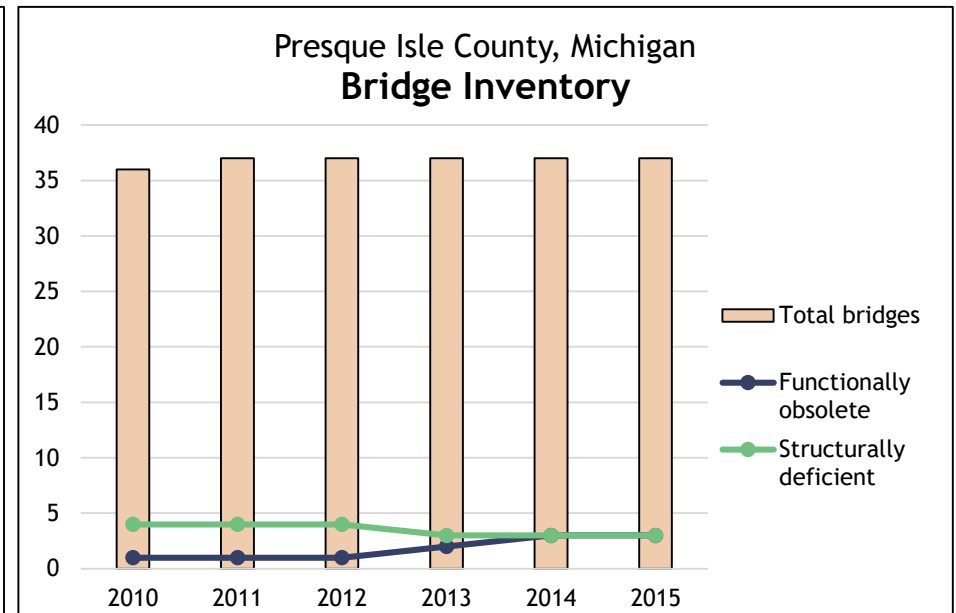 Presque Isle County, Michigan
Bridge Inventory
40
35
30
25
20
15
10
5
0
2010 2011 2012 2013 2014 2015
Total bridges
Functionally
obsolete
Structurally
deficient